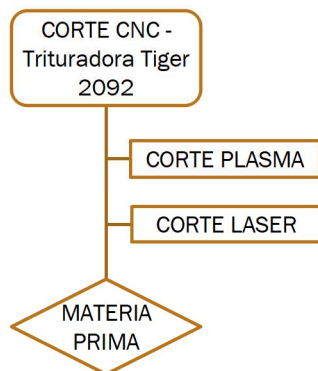 CORTE CNC -
Trituradora Tiger
2092
CORTE PLASMA
CORTE LASER
MATERIA
PRIMA